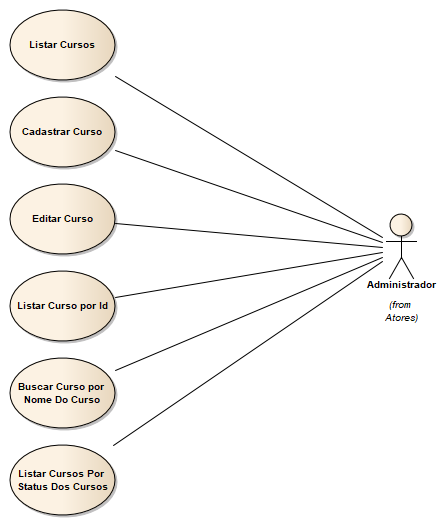 Listar Cursos
Cadastrar Curso
Editar Curso
Listar Curso por Id
Buscar Curso por
Nome Do Curso
Listar Cursos Por
Status Dos Cursos
Administrador
(from
Atores)